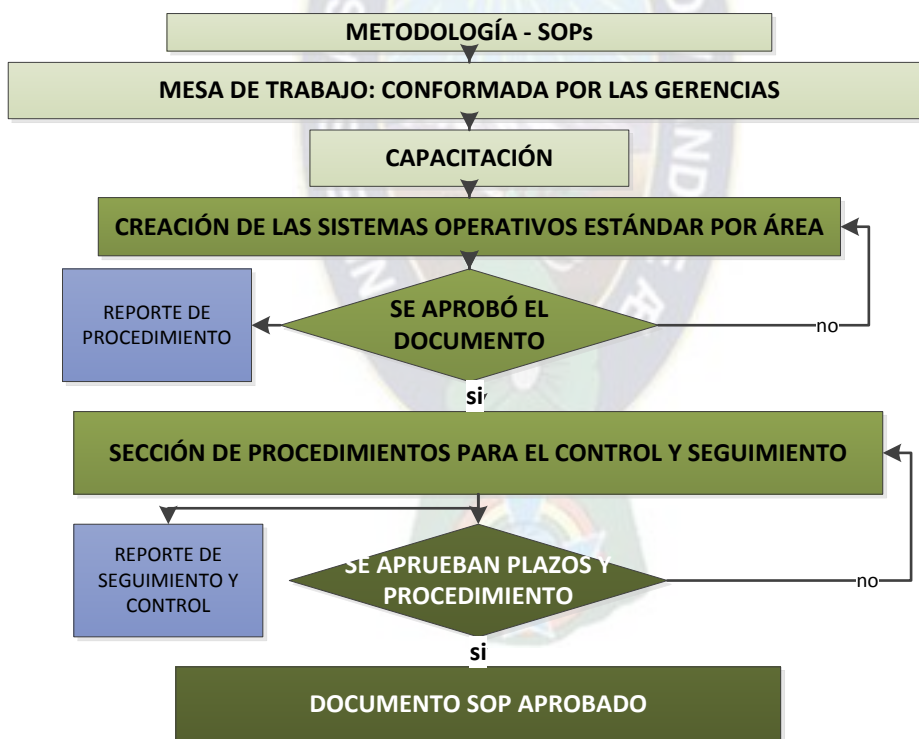 METODOLOGÍA - SOPs
MESA DE TRABAJO: CONFORMADA POR LAS GERENCIAS
CAPACITACIÓN
CREACIÓN DE LAS SISTEMAS OPERATIVOS ESTÁNDAR POR ÁREA
REPORTE DE
PROCEDIMIENTO
SE APROBÓ EL
DOCUMENTO
no
si
SECCIÓN DE PROCEDIMIENTOS PARA EL CONTROL Y SEGUIMIENTO
REPORTE DE
SEGUIMIENTO Y
CONTROL
SE APRUEBAN PLAZOS Y
PROCEDIMIENTO
no
si
DOCUMENTO SOP APROBADO